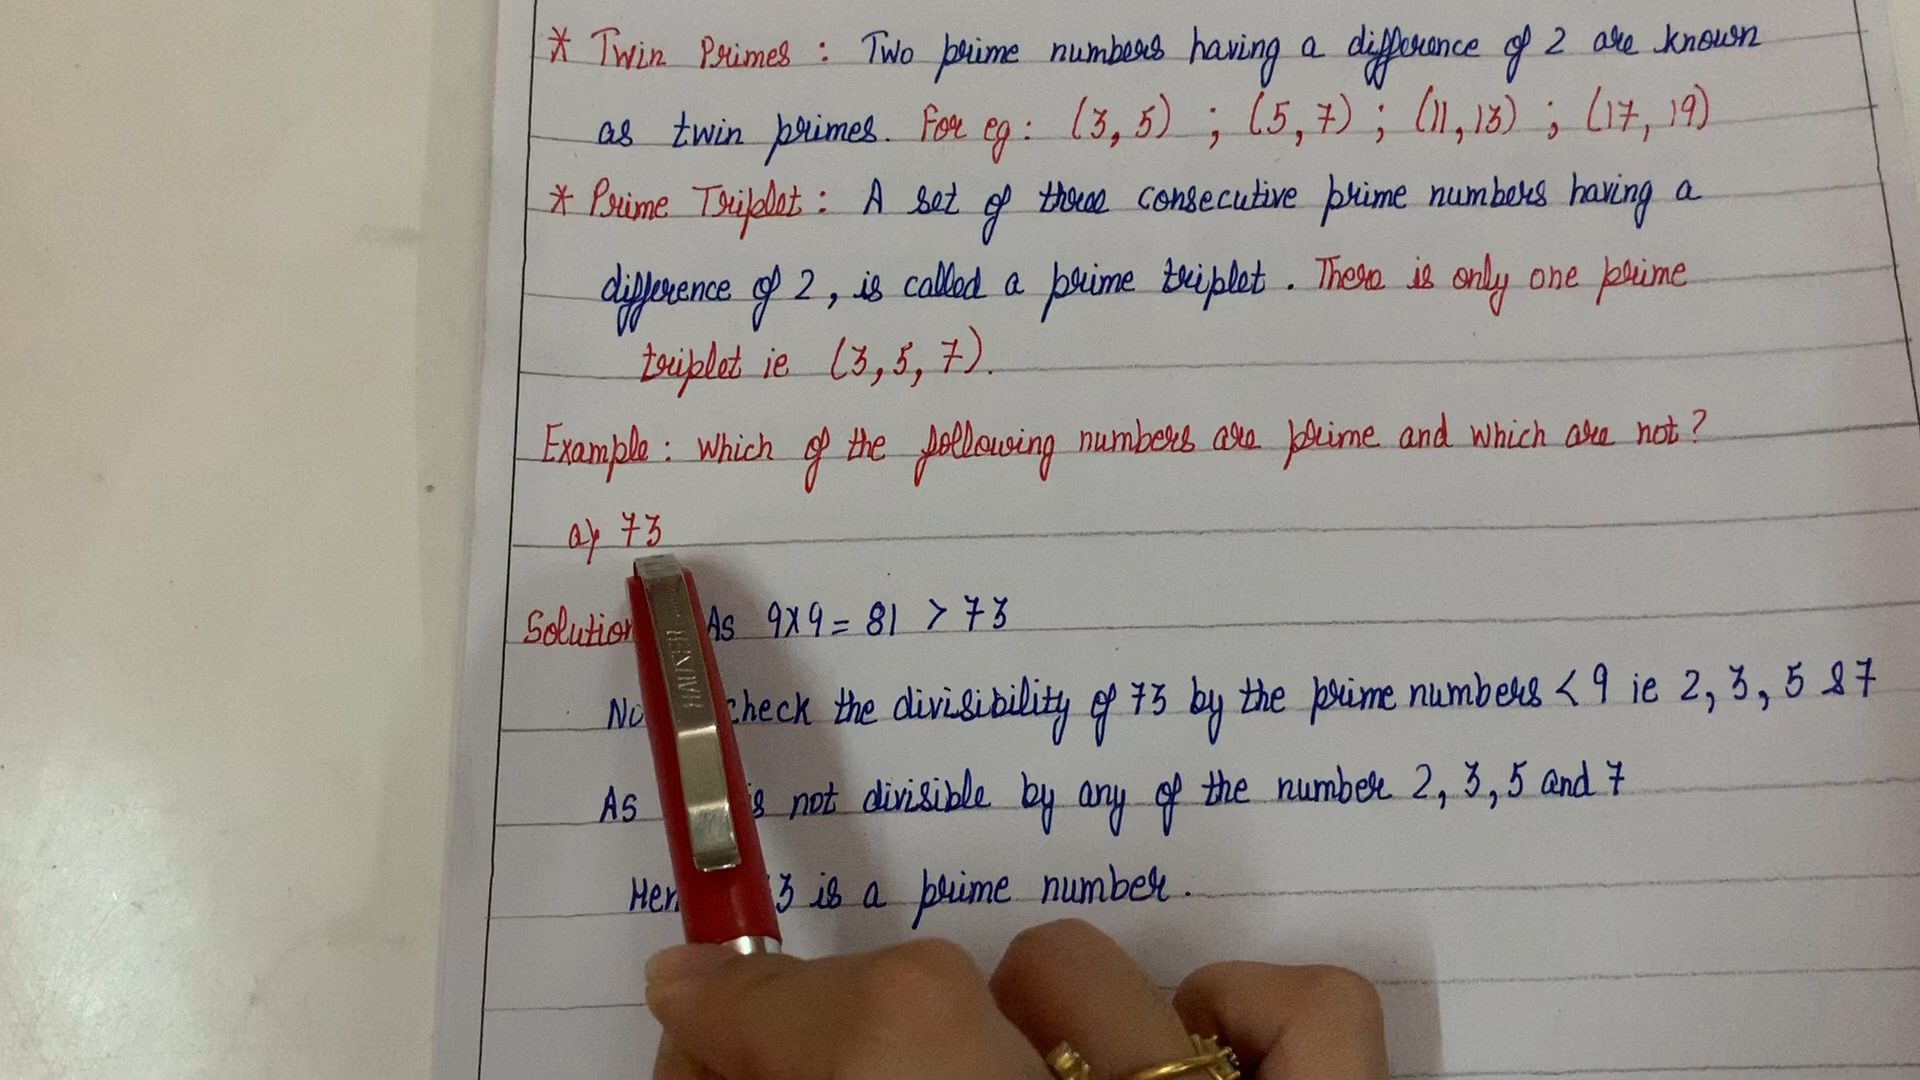 * Twin Primes : Two prime numbers having a difference of 2 are known
as twin primes. For eg : (3, 5) ; (5, 7) ; (11, 13) ; (17, 19)
* Prime Triplet : A set of three consecutive prime numbers having a
difference of 2, is called a prime triplet. There is only one prime
triplet ie (3, 5, 7).
Example : Which of the following numbers are prime and which are not?
a) 73
Solution As 9x9 = 81 > 73
check the divisibility of 73 by the prime numbers < 9 ie 2, 3, 5 & 7
As is not divisible by any of the number 2, 3, 5 and 7
3 is a prime number.